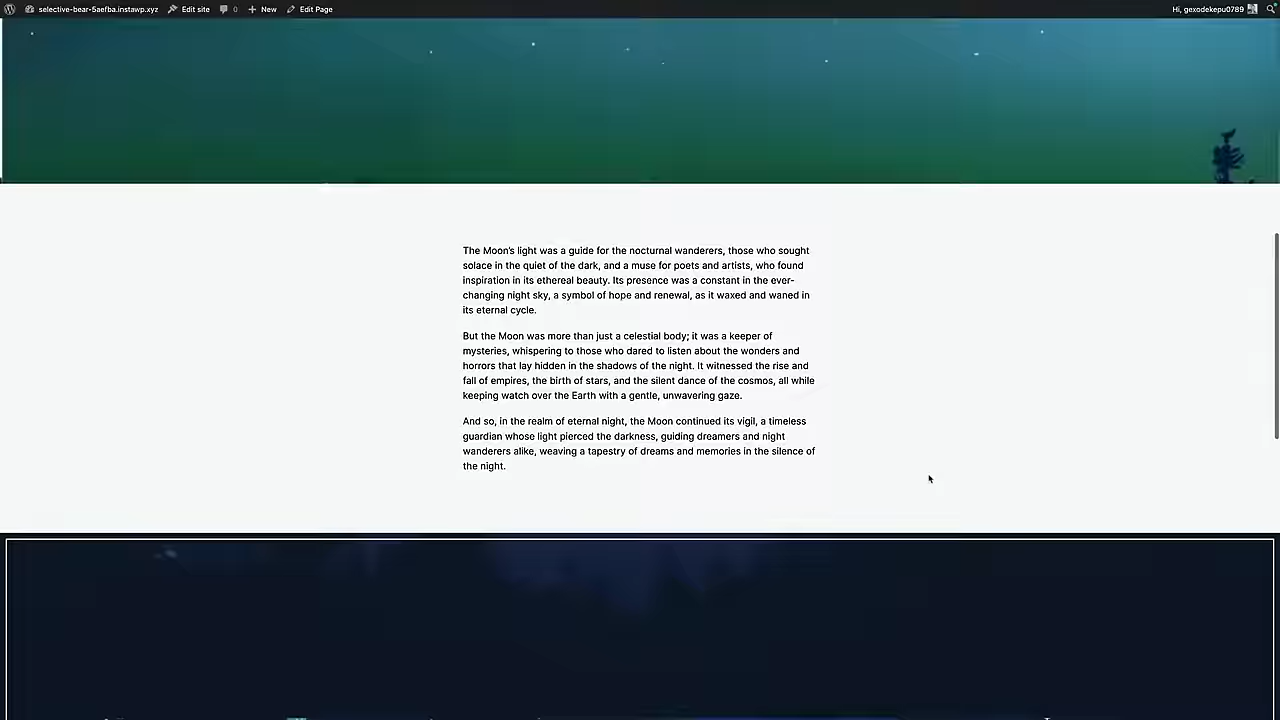 selective-bear-5aefba.instawp.xyz Edit site 0 New Edit Page Hi, gexodekepu0789
The Moon's light was a guide for the nocturnal wanderers, those who sought
solace in the quiet of the dark, and a muse for poets and artists, who found
inspiration in its ethereal beauty. Its presence was a constant in the ever-
changing night sky, a symbol of hope and renewal, as it waxed and waned in
its eternal cycle.
But the Moon was more than just a celestial body; it was a keeper of
mysteries, whispering to those who dared to listen about the wonders and
horrors that lay hidden in the shadows of the night. It witnessed the rise and
fall of empires, the birth of stars, and the silent dance of the cosmos, all while
keeping watch over the Earth with a gentle, unwavering gaze.
And so, in the realm of eternal night, the Moon continued its vigil, a timeless
guardian whose light pierced the darkness, guiding dreamers and night
wanderers alike, weaving a tapestry of dreams and memories in the silence of
the night.